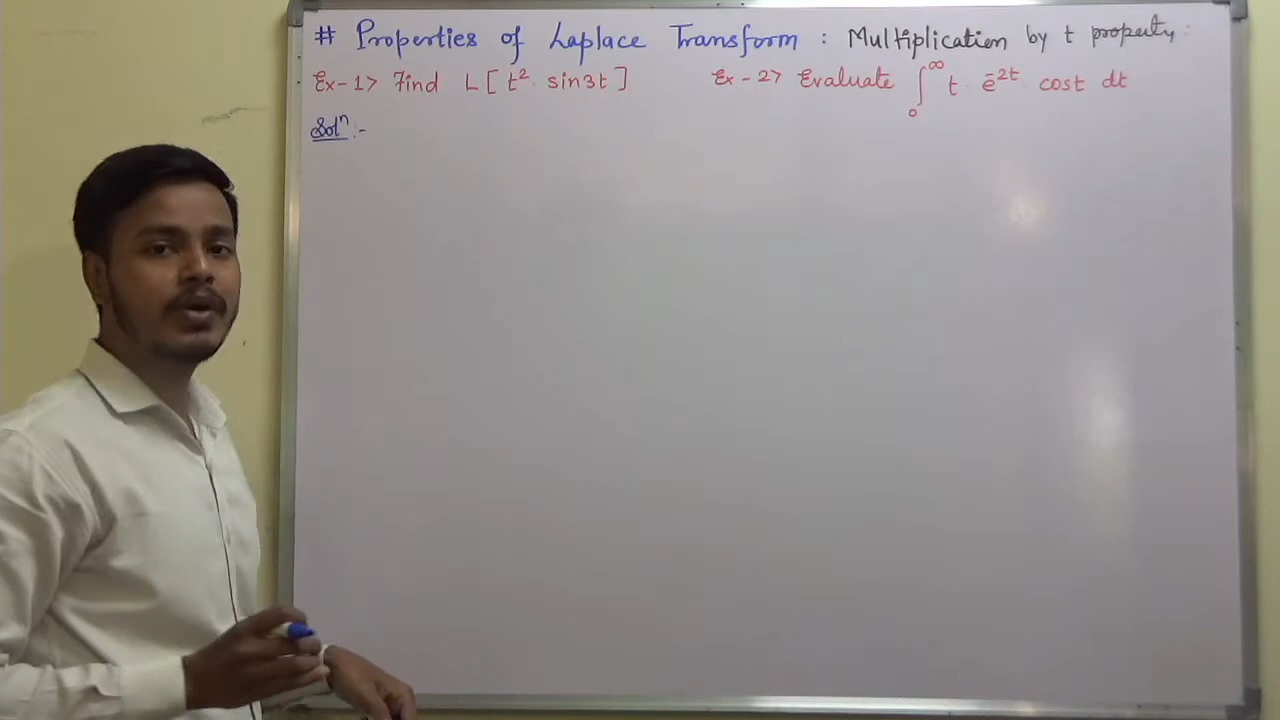 # Properties of Laplace Transform : Multiplication by t property :
Ex-1> Find L[t² sin3t] Ex-2> Evaluate ∫₀^∞ t e^-2t cost dt
Solⁿ:-